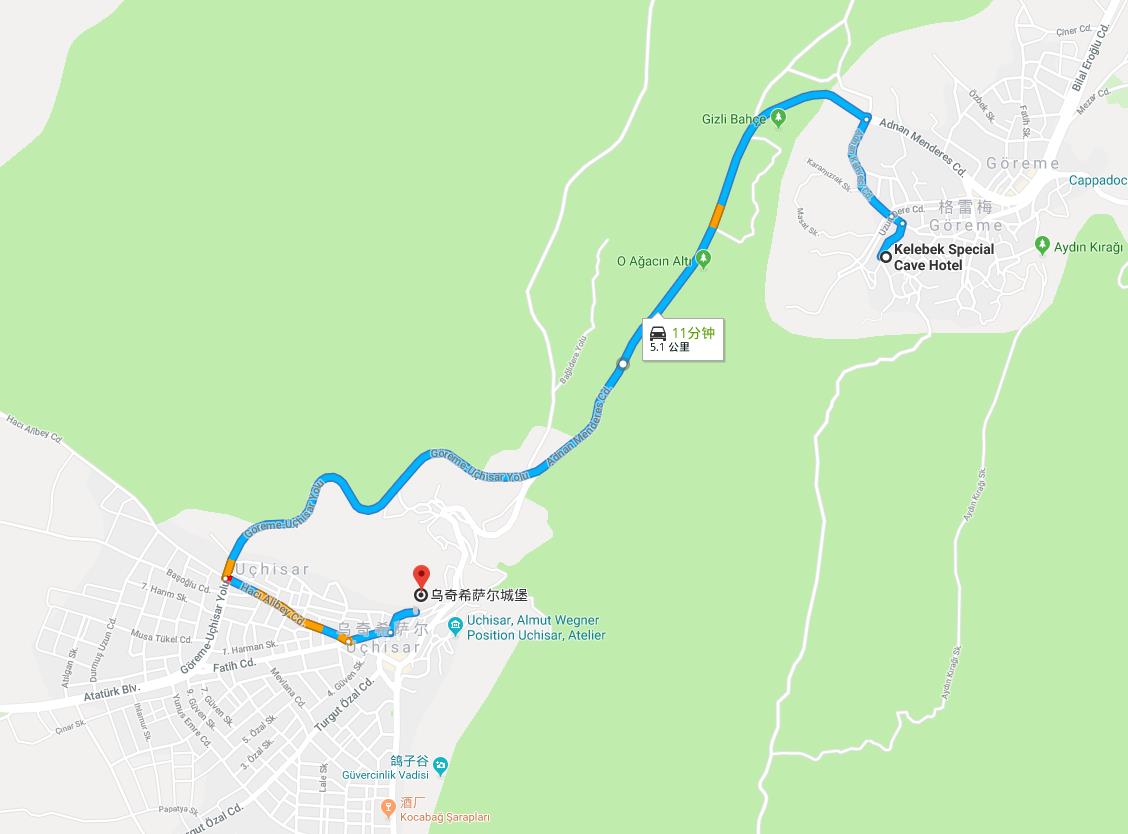 Çiner Cd.
Bilal Eroğlu Cd.
Mezar Cd.
Özbek Sk.
Fatih Sk.
Gizli Bahçe
Adnan Menderes Cd.
Göreme
Karamızrak Sk.
Cappadoc
格雷梅
Göreme
Masat Sk.
Uzundere Cd.
Kelebek Special
Cave Hotel
Aydın Kırağı
O Ağacın Altı
11分钟
5.1 公里
Bağlıdere Yolu
Adnan Menderes Cd.
Hacı Alibey Cd.
Göreme-Uçhisar Yolu
Aydın Kırağı Sk.
Göreme-Uçhisar Yolu
Uçhisar
Başoğlu Cd.
7. Harman Sk.
Hacı Alibey Cd.
乌奇希萨尔城堡
Göreme-Uçhisar Yolu
乌奇希萨尔
Uçhisar
Uchisar, Almut Wegner
Position Uchisar, Atelier
Musa Tükel Cd.
1. Harman Sk.
Durmuş Uzun Cd.
Atılgan Sk.
Fatih Cd.
4. Güven Sk.
Mevlana Cd.
Aydın Kırağı Sk.
Atatürk Blv.
7. Güven Sk.
9. Güven Sk.
Yunus Emre Cd.
Turgut Özal Cd.
Ihlamur Sk.
Çınar Sk.
5. Özal Sk.
3. Özal Sk.
Lale Sk.
鸽子谷
Güvercinlik Vadisi
Papatya Sk.
酒厂
Kocabağ Şarapları
gut Özal Cd.